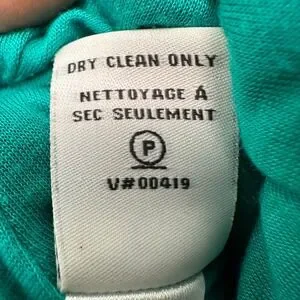 DRY CLEAN ONLY
NETTOYAGE Á
SEC SEULEMENT
P
V#00419